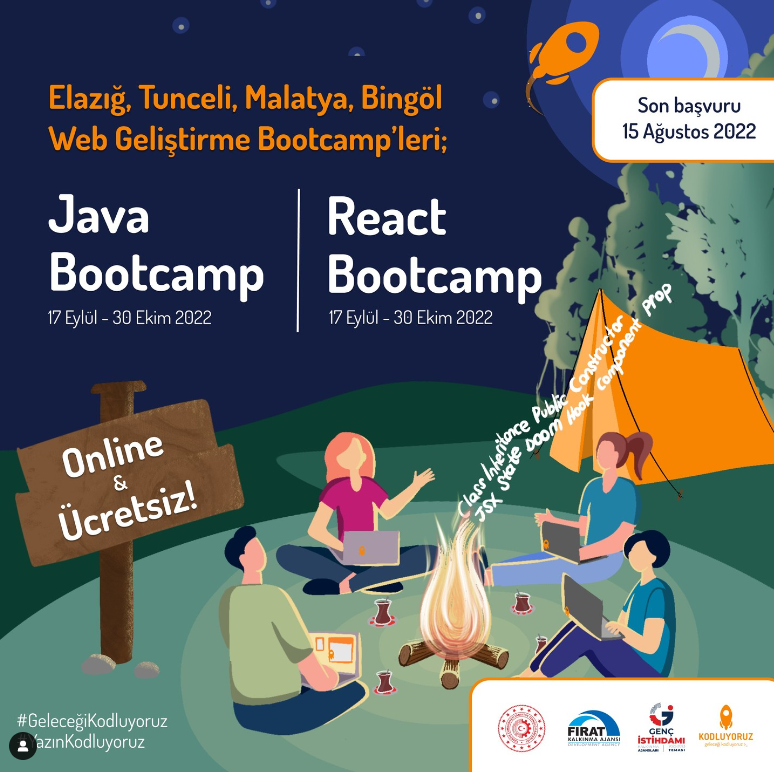 Elazığ, Tunceli, Malatya, Bingöl
Web Geliştirme Bootcamp'leri;
Son başvuru
15 Ağustos 2022
Java
Bootcamp
17 Eylül - 30 Ekim 2022
React
Bootcamp
17 Eylül - 30 Ekim 2022
Class Inheritance Public Constructor
JSX State DOOM Hook Component Prop
Online
&
Ücretsiz!
#GeleceğiKodluyoruz
YazınKodluyoruz
FIRAT
KALKINMA AJANSI
DEVELOPMENT AGENCY
GENÇ
İSTİHDAMI
KODLUYORUZ